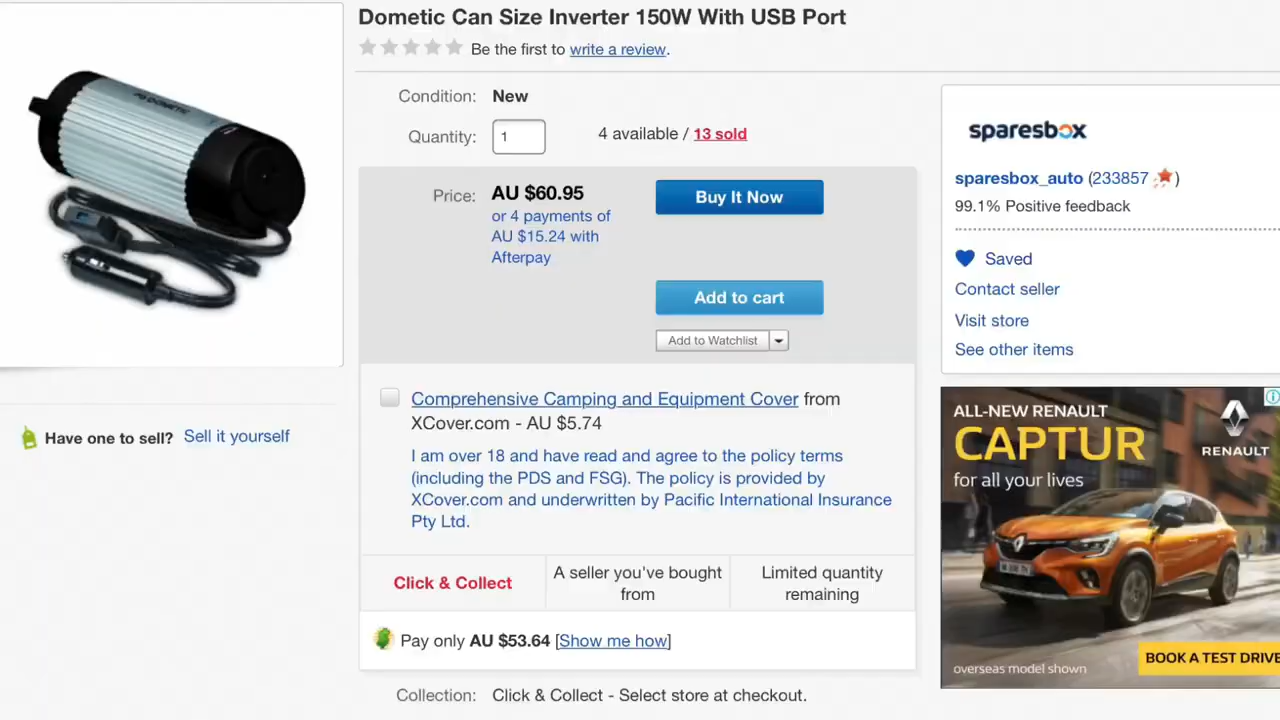 Dometic Can Size Inverter 150W With USB Port
Be the first to write a review.
Condition: New
Quantity: 1
4 available / 13 sold
Price: AU $60.95
or 4 payments of
AU $15.24 with
Afterpay
Buy It Now
Add to cart
Add to Watchlist
Comprehensive Camping and Equipment Cover from
XCover.com - AU $5.74
I am over 18 and have read and agree to the policy terms
(including the PDS and FSG). The policy is provided by
XCover.com and underwritten by Pacific International Insurance
Pty Ltd.
Click & Collect
A seller you've bought
from
Limited quantity
remaining
Pay only AU $53.64 [Show me how]
Collection: Click & Collect - Select store at checkout.
DOMETIC
Have one to sell? Sell it yourself
sparesbox
sparesbox_auto (233857)
99.1% Positive feedback
Saved
Contact seller
Visit store
See other items
ALL-NEW RENAULT
CAPTUR
for all your lives
RENAULT
overseas model shown
BOOK A TEST DRIVE